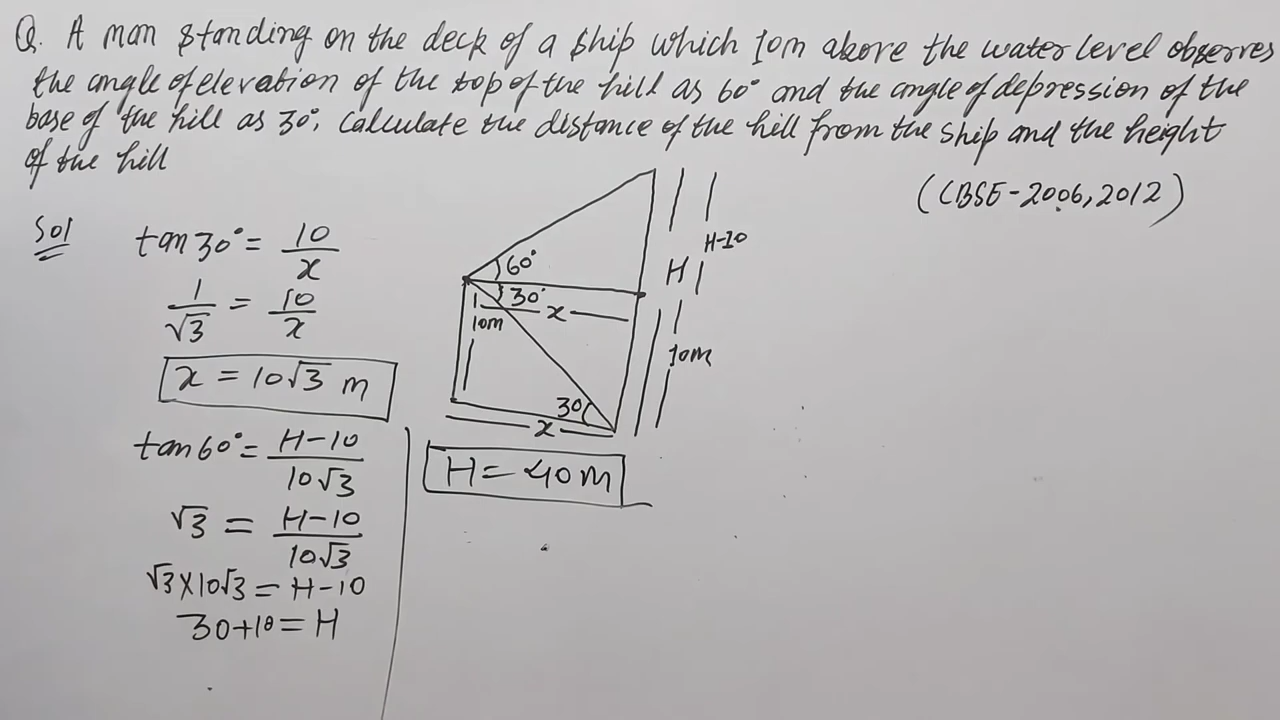 Q. A man standing on the deck of a ship which 10m above the water level observes
the angle of elevation of the top of the hill as 60° and the angle of depression of the
base of the hill as 30°, Calculate the distance of the hill from the ship and the height
of the hill
(CBSE-2006,2012)
Sol
tan 30° = 10/x
1/√3 = 10/x
x = 10√3 m
tan 60° = H-10/10√3
√3 = H-10/10√3
√3 × 10√3 = H-10
30+10 = H
60°
30°
x
10m
30
x
H
H-10
10m
H = 40m